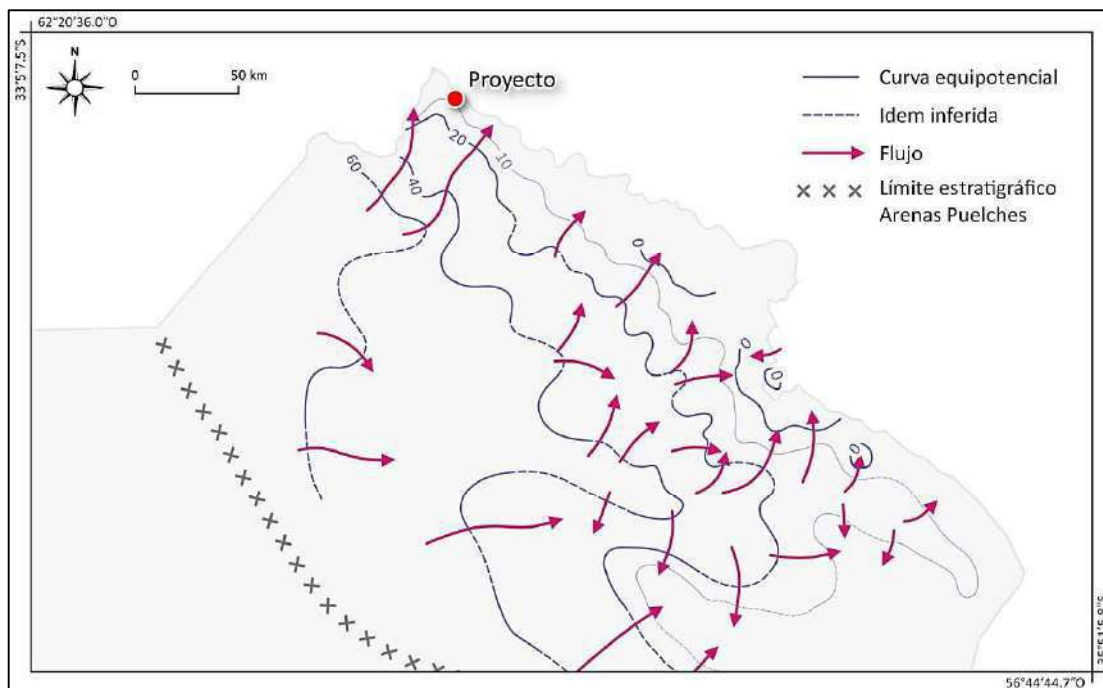 62°20'36.0"O
33°5'7.5"S
N
0 50 km
Proyecto
Curva equipotencial
Idem inferida
Flujo
Límite estratigráfico
Arenas Puelches
20
10
60
40
0
0
0
0
56°44'44.7"O